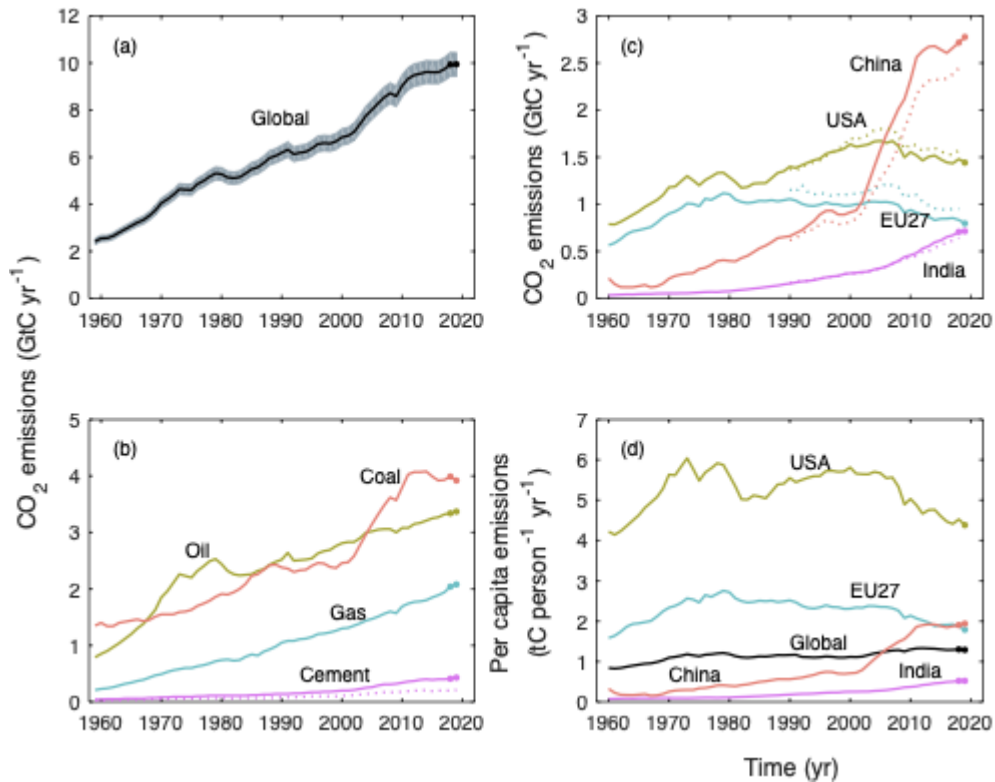 CO2 emissions (GtC yr-1)
(a)
Global
12
10
8
6
4
2
0
1960 1970 1980 1990 2000 2010 2020
CO2 emissions (GtC yr-1)
(c)
China
USA
EU27
India
3
2.5
2
1.5
1
0.5
0
1960 1970 1980 1990 2000 2010 2020
(b)
Coal
Oil
Gas
Cement
5
4
3
2
1
0
1960 1970 1980 1990 2000 2010 2020
Per capita emissions
(tC person-1 yr-1)
(d)
USA
EU27
Global
China
India
7
6
5
4
3
2
1
0
1960 1970 1980 1990 2000 2010 2020
Time (yr)